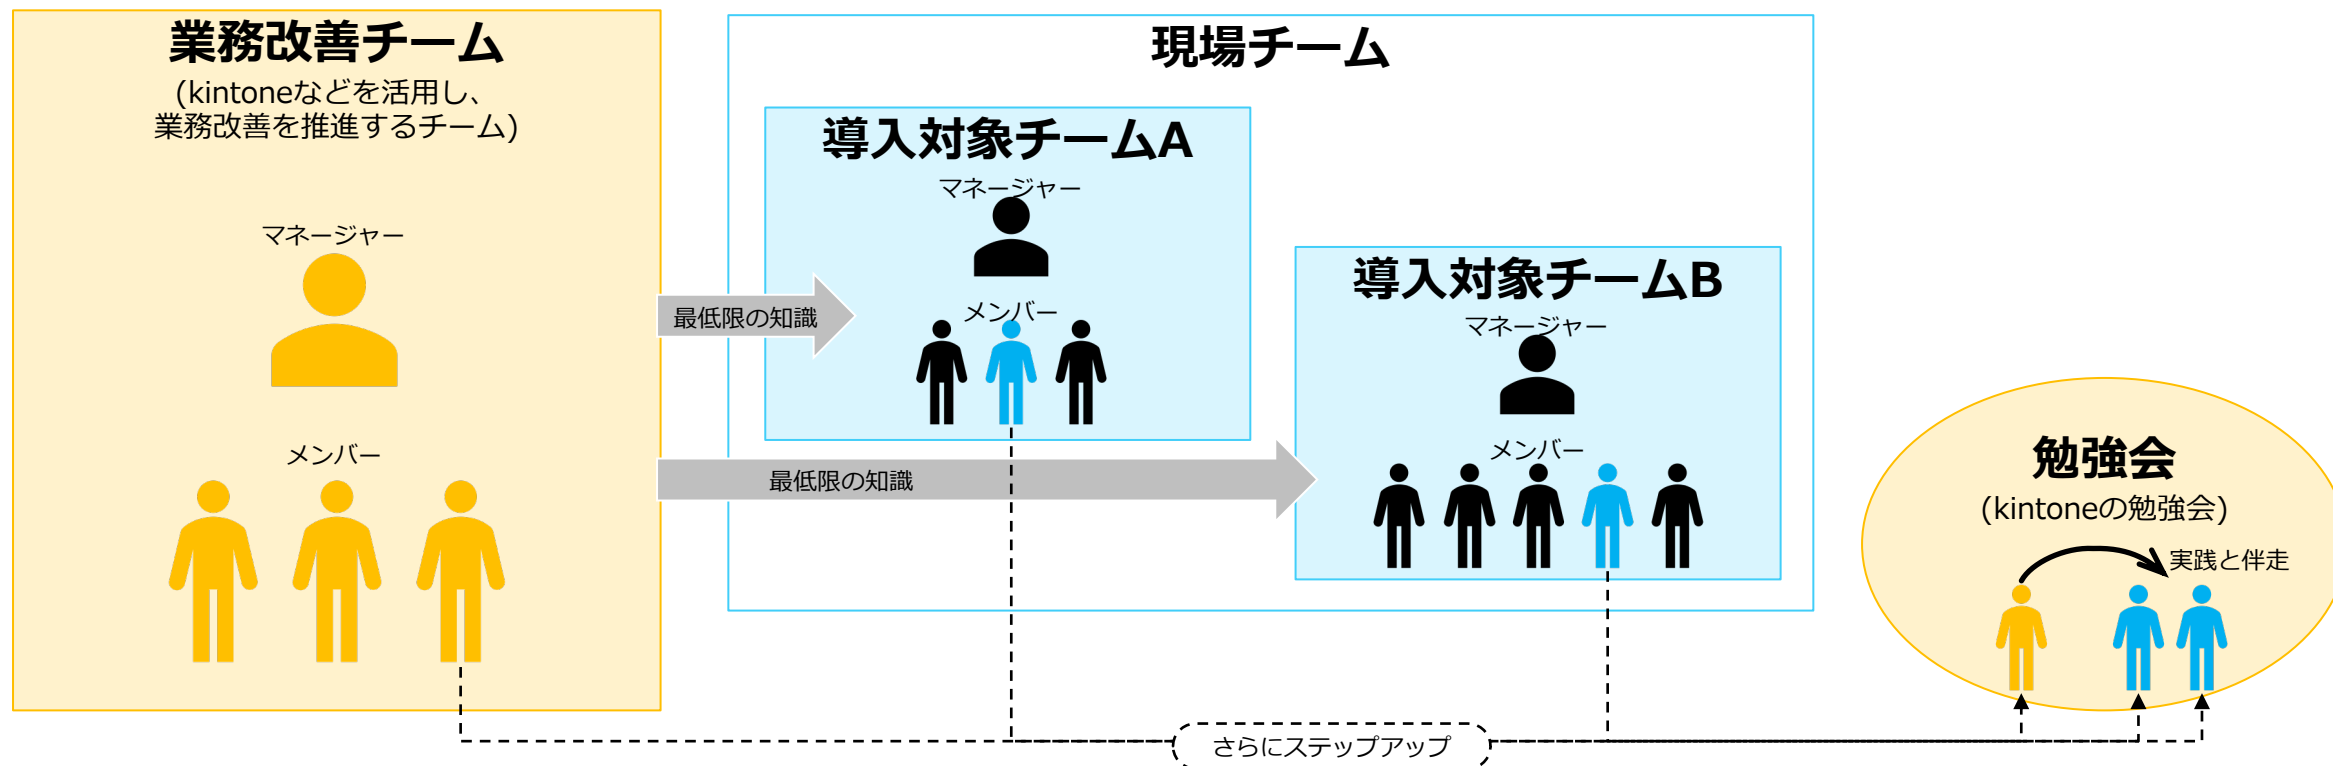 業務改善チーム
(kintoneなどを活用し、
業務改善を推進するチーム)
マネージャー
メンバー
現場チーム
導入対象チームA
マネージャー
メンバー
最低限の知識
導入対象チームB
マネージャー
メンバー
最低限の知識
勉強会
(kintoneの勉強会)
実践と伴走
さらにステップアップ